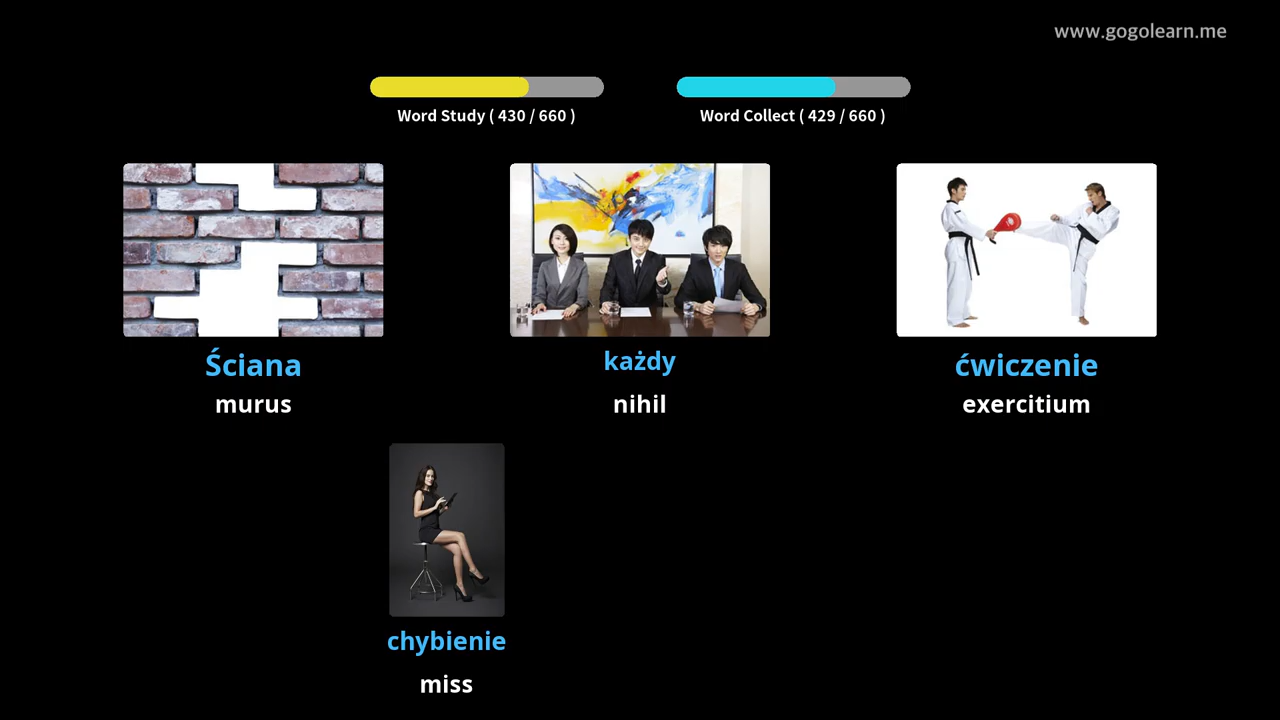 www.gogolearn.me
Word Study ( 430 / 660 )
Word Collect ( 429 / 660 )
Ściana
murus
każdy
nihil
ćwiczenie
exercitium
chybienie
miss